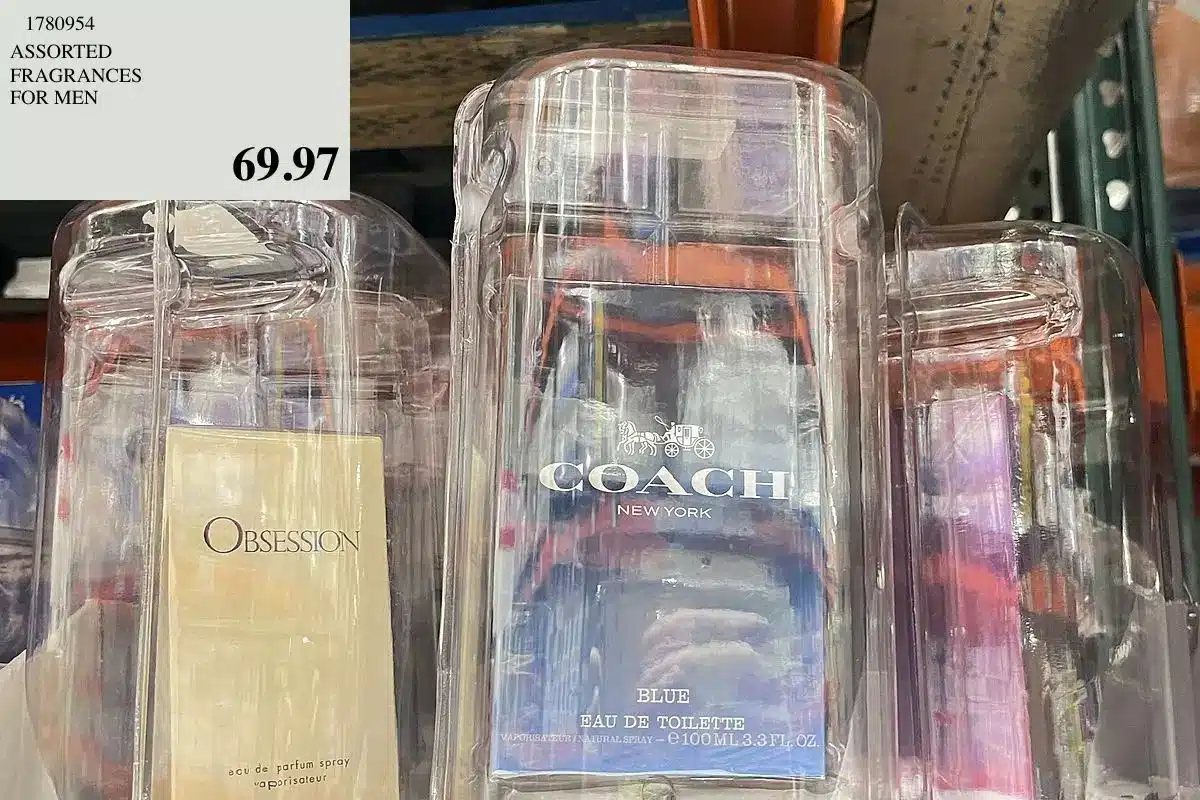 1780954
ASSORTED
FRAGRANCES
FOR MEN
69.97
OBSESSION
eau de parfum spray
vaporisateur
COACH
NEW YORK
BLUE
EAU DE TOILETTE
VAPORISATEUR / NATURAL SPRAY – ℮ 100 ML 3.3 FL. OZ.